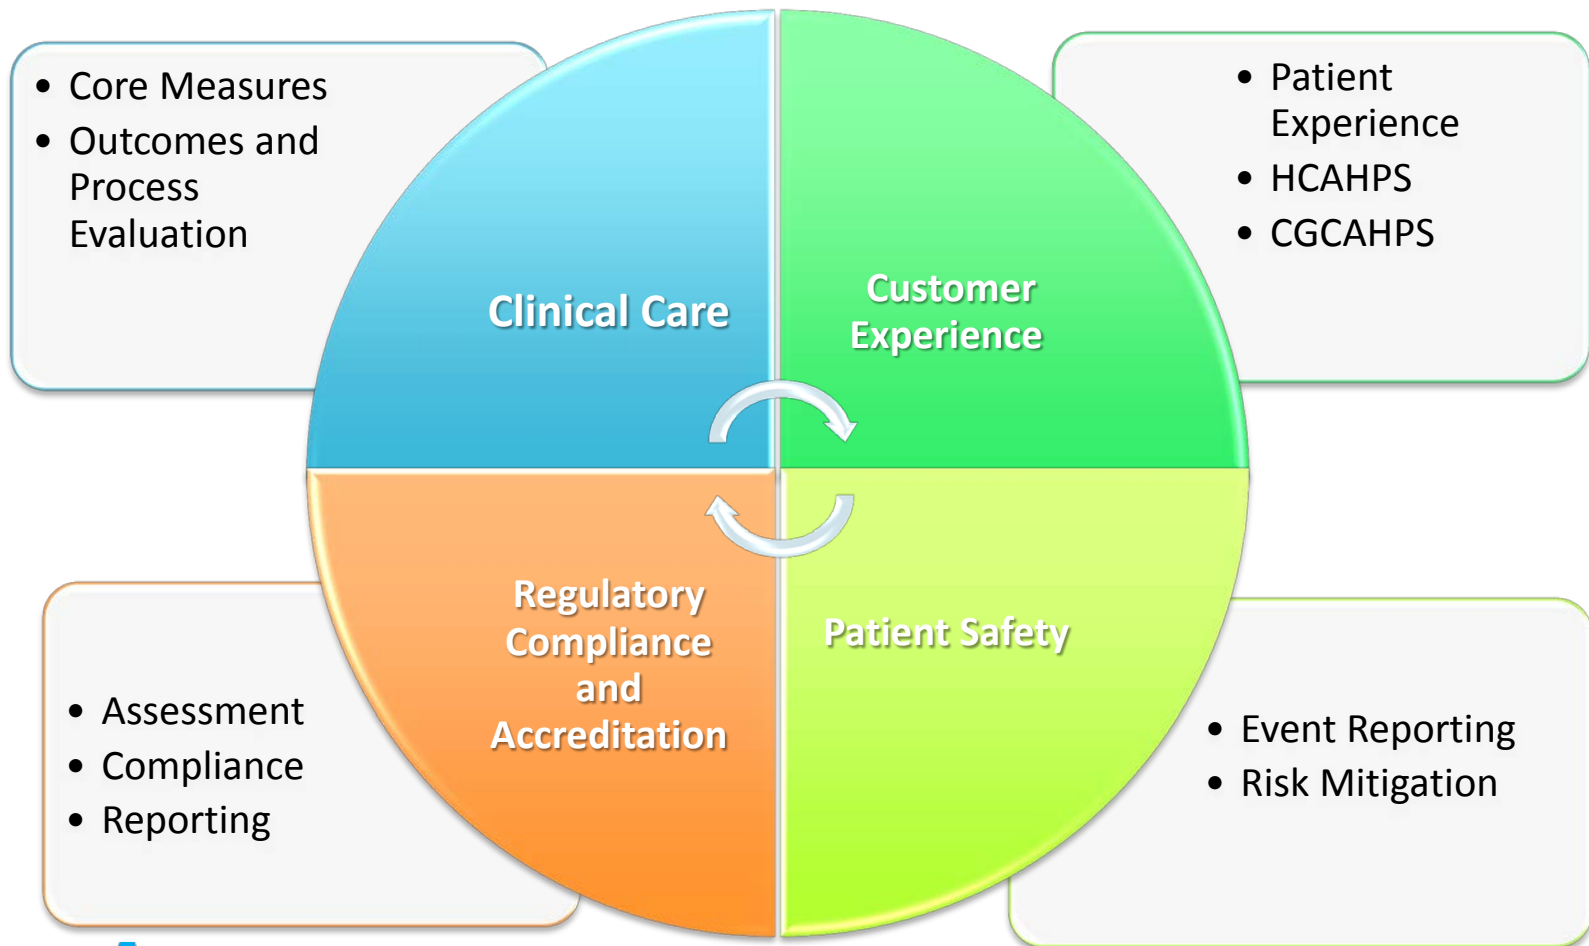 • Core Measures
• Outcomes and
Process
Evaluation
Clinical Care
Customer
Experience
• Patient
Experience
• HCAHPS
• CGCAHPS
• Assessment
• Compliance
• Reporting
Regulatory
Compliance
and
Accreditation
Patient Safety
• Event Reporting
• Risk Mitigation